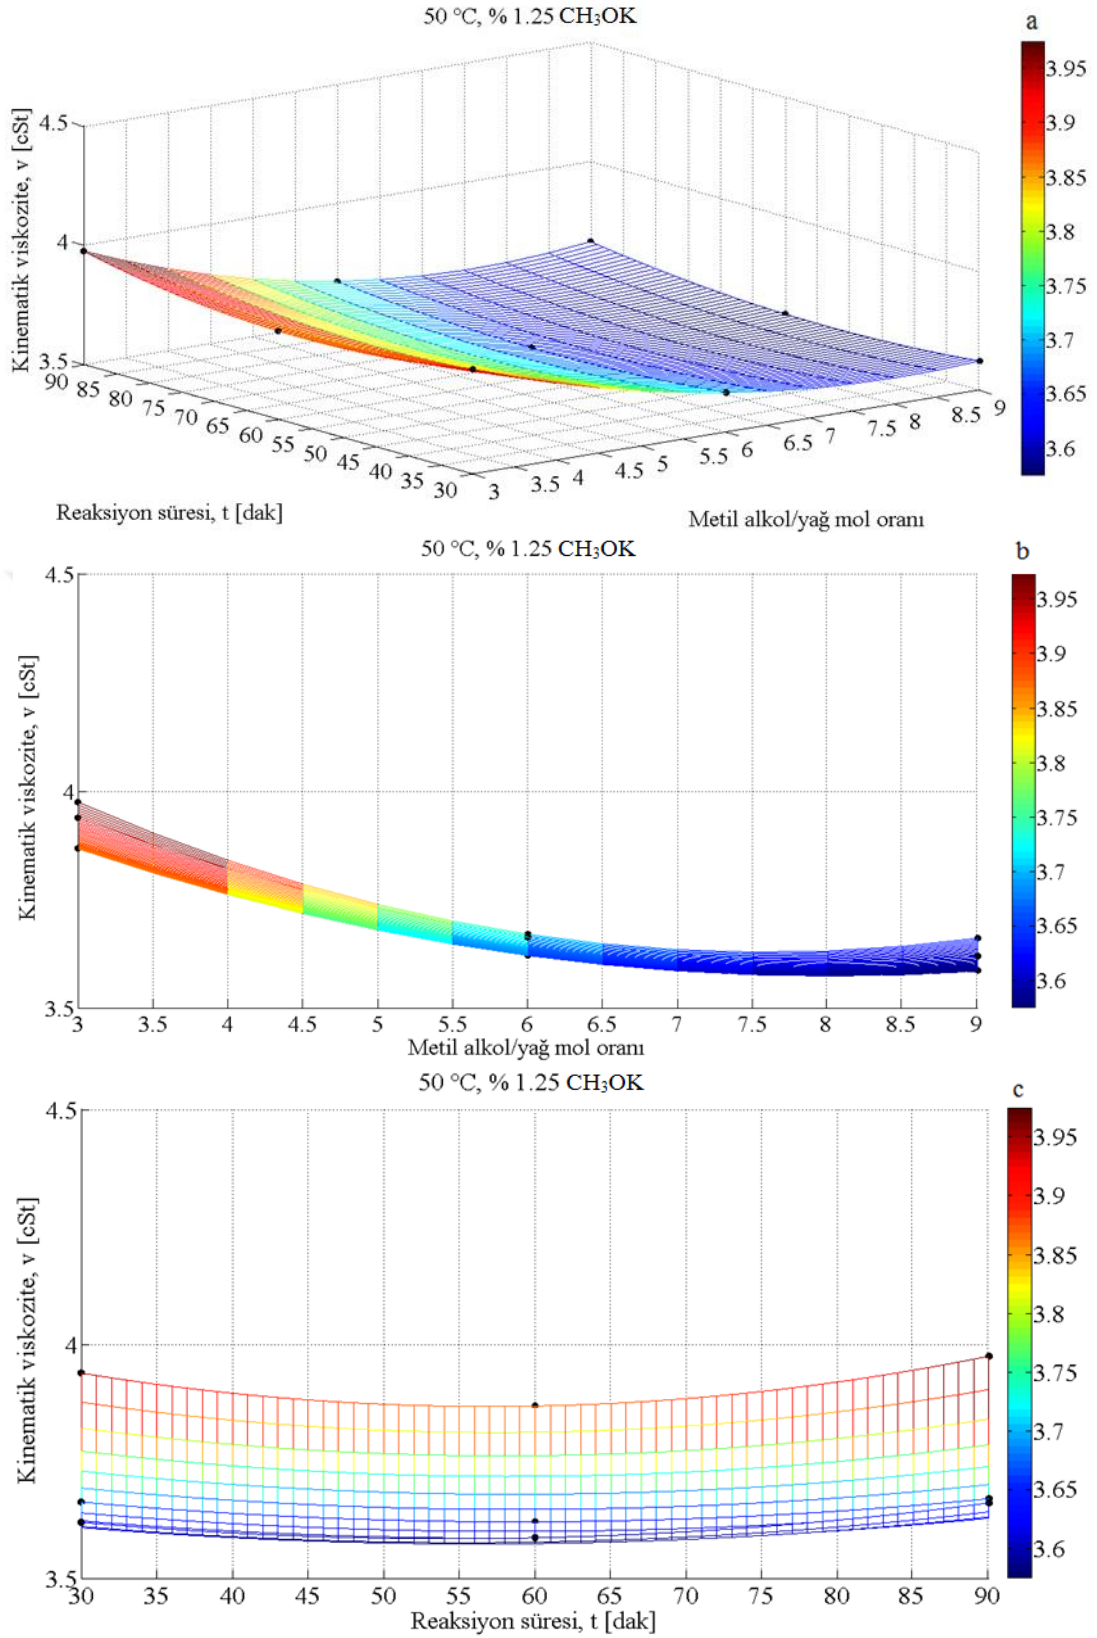 50 °C, % 1.25 CH₃OK
a
Kinematik viskozite, v [cSt]
4.5
4
3.5
90 85 80 75 70 65 60 55 50 45 40 35 30
3 3.5 4 4.5 5 5.5 6 6.5 7 7.5 8 8.5 9
Reaksiyon süresi, t [dak]
Metil alkol/yağ mol oranı
3.95
3.9
3.85
3.8
3.75
3.7
3.65
3.6
50 °C, % 1.25 CH₃OK
b
Kinematik viskozite, v [cSt]
4.5
4
3.5
3 3.5 4 4.5 5 5.5 6 6.5 7 7.5 8 8.5 9
Metil alkol/yağ mol oranı
3.95
3.9
3.85
3.8
3.75
3.7
3.65
3.6
50 °C, % 1.25 CH₃OK
c
Kinematik viskozite, v [cSt]
4.5
4
3.5
30 35 40 45 50 55 60 65 70 75 80 85 90
Reaksiyon süresi, t [dak]
3.95
3.9
3.85
3.8
3.75
3.7
3.65
3.6